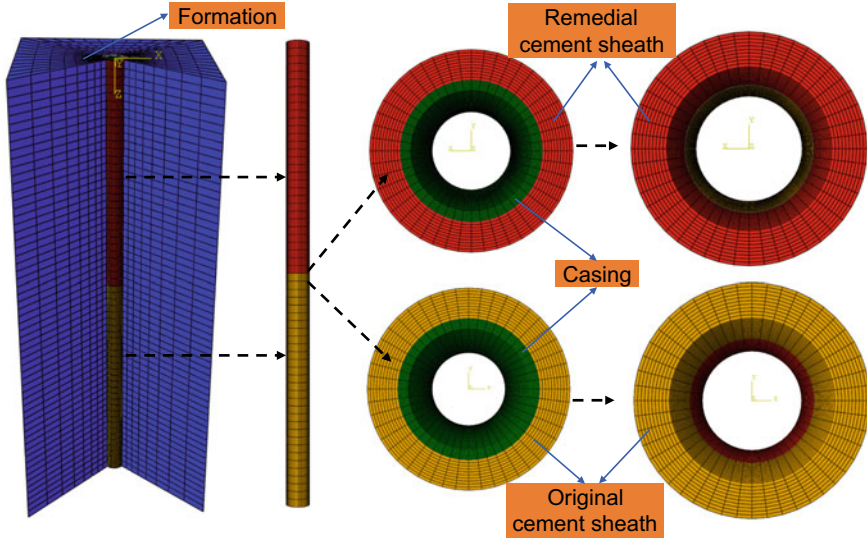 Formation
Remedial
cement sheath
X
Y
Z
Casing
Original
cement sheath